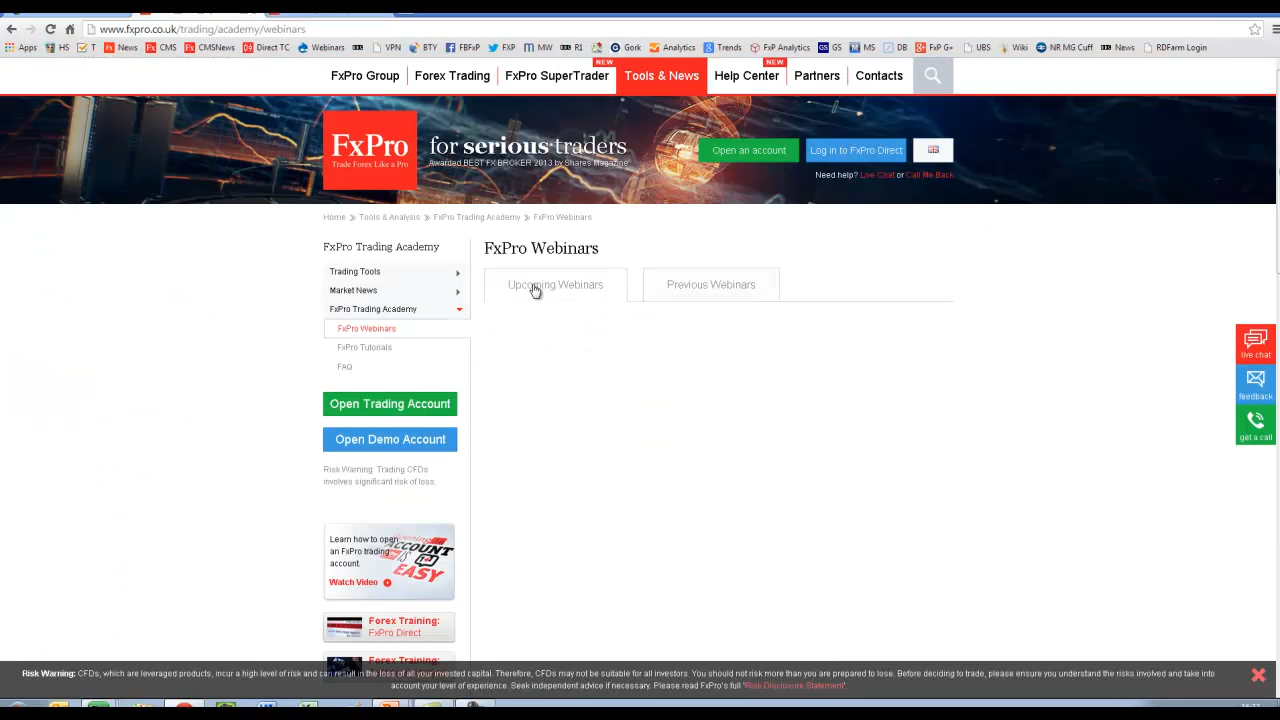 www.fxpro.co.uk/trading/academy/webinars
Apps HS T News CMS CMSNews Direct TC Webinars VPN BTY FBFxP FXP MW R1 Gork Analytics Trends FxP Analytics GS MS DB FxP G+ UBS Wiki NR MG Cuff News RDFarm Login
NEW NEW
FxPro Group Forex Trading FxPro SuperTrader Tools & News Help Center Partners Contacts
FxPro
Trade Forex Like a Pro
for serious traders
Awarded BEST FX BROKER 2013 by Shares Magazine
Open an account Log in to FxPro Direct
Need help? Live Chat or Call Me Back
Home Tools & Analysis FxPro Trading Academy FxPro Webinars
FxPro Trading Academy
Trading Tools
Market News
FxPro Trading Academy
FxPro Webinars
FxPro Tutorials
FAQ
Open Trading Account
Open Demo Account
Risk Warning: Trading CFDs
involves significant risk of loss.
Learn how to open
an FxPro trading
account.
Watch Video
ACCOUNT
IS
EASY
Forex Training:
FxPro Direct
Forex Training:
FxPro Webinars
Upcoming Webinars Previous Webinars
live chat
feedback
get a call
Risk Warning: CFDs, which are leveraged products, incur a high level of risk and can result in the loss of all your invested capital. Therefore, CFDs may not be suitable for all investors. You should not risk more than you are prepared to lose. Before deciding to trade, please ensure you understand the risks involved and take into
account your level of experience. Seek independent advice if necessary. Please read FxPro's full 'Risk Disclosure Statement'.